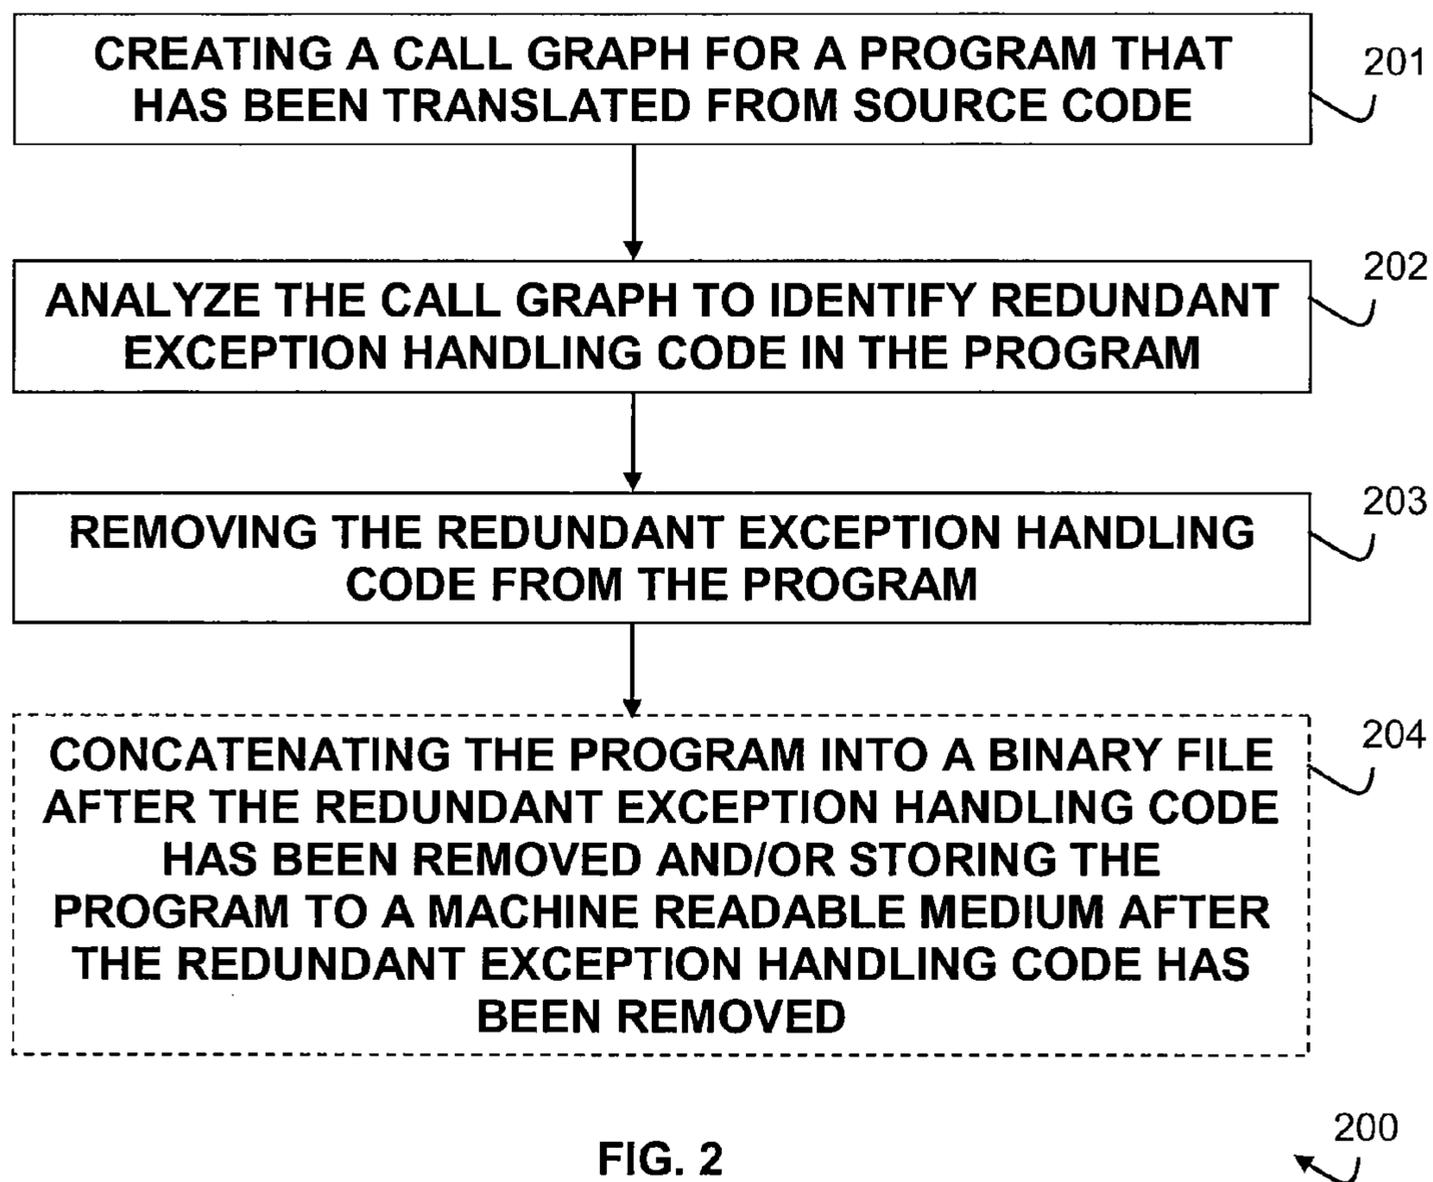 CREATING A CALL GRAPH FOR A PROGRAM THAT
HAS BEEN TRANSLATED FROM SOURCE CODE
201
ANALYZE THE CALL GRAPH TO IDENTIFY REDUNDANT
EXCEPTION HANDLING CODE IN THE PROGRAM
202
REMOVING THE REDUNDANT EXCEPTION HANDLING
CODE FROM THE PROGRAM
203
CONCATENATING THE PROGRAM INTO A BINARY FILE
AFTER THE REDUNDANT EXCEPTION HANDLING CODE
HAS BEEN REMOVED AND/OR STORING THE
PROGRAM TO A MACHINE READABLE MEDIUM AFTER
THE REDUNDANT EXCEPTION HANDLING CODE HAS
BEEN REMOVED
204
FIG. 2
200